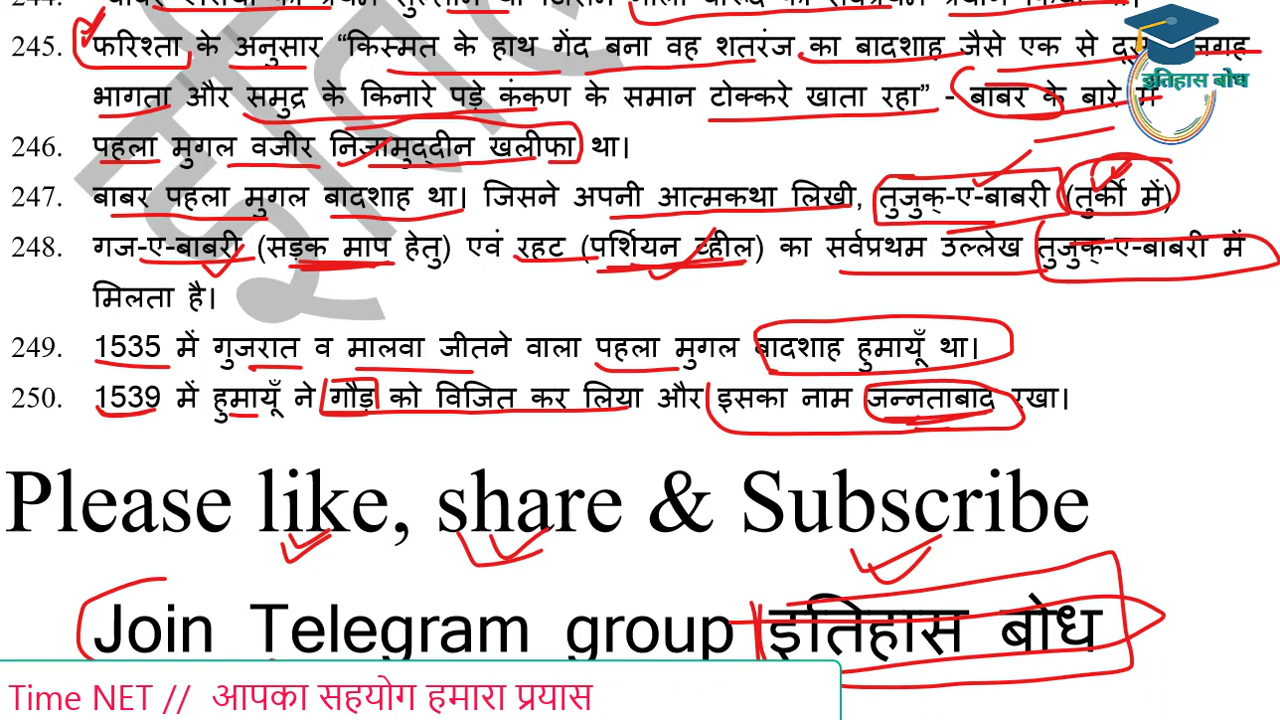 245. फरिश्ता के अनुसार “किस्मत के हाथ गेंद बना वह शतरंज का बादशाह जैसे एक से दूसरी जगह
भागता और समुद्र के किनारे पड़े कंकण के समान टोक्करे खाता रहा” - बाबर के बारे में
246. पहला मुगल वजीर निजामुद्दीन खलीफा था।
247. बाबर पहला मुगल बादशाह था। जिसने अपनी आत्मकथा लिखी, तुजुक्-ए-बाबरी (तुर्की में)
248. गज-ए-बाबरी (सड़क माप हेतु) एवं रहट (पर्शियन व्हील) का सर्वप्रथम उल्लेख तुजुक्-ए-बाबरी में
मिलता है।
249. 1535 में गुजरात व मालवा जीतने वाला पहला मुगल बादशाह हुमायूँ था।
250. 1539 में हुमायूँ ने गौड़ को विजित कर लिया और इसका नाम जन्नताबाद रखा।
Please like, share & Subscribe
Join Telegram group इतिहास बोध
Time NET // आपका सहयोग हमारा प्रयास
इतिहास बोध